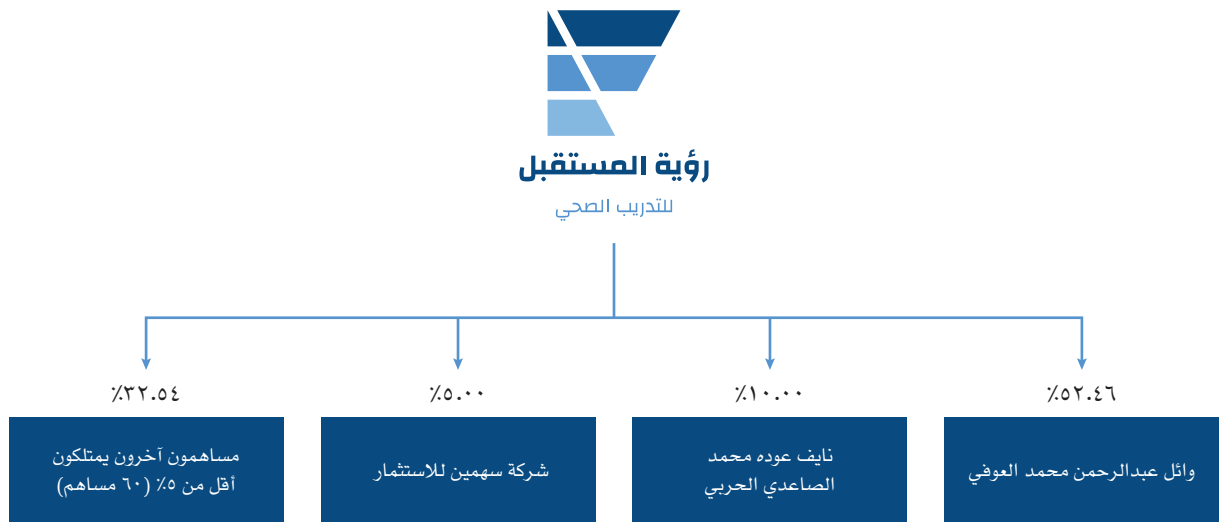 رؤية المستقبل
للتدريب الصحي
٥٢.٤٦٪
١٠.٠٠٪
٥.٠٠٪
٣٢.٥٤٪
وائل عبدالرحمن محمد العوفي
نايف عوده محمد
الصاعدي الحربي
شركة سهمين للاستثمار
مساهمون آخرون يمتلكون
أقل من ٥٪ (٦٠ مساهم)